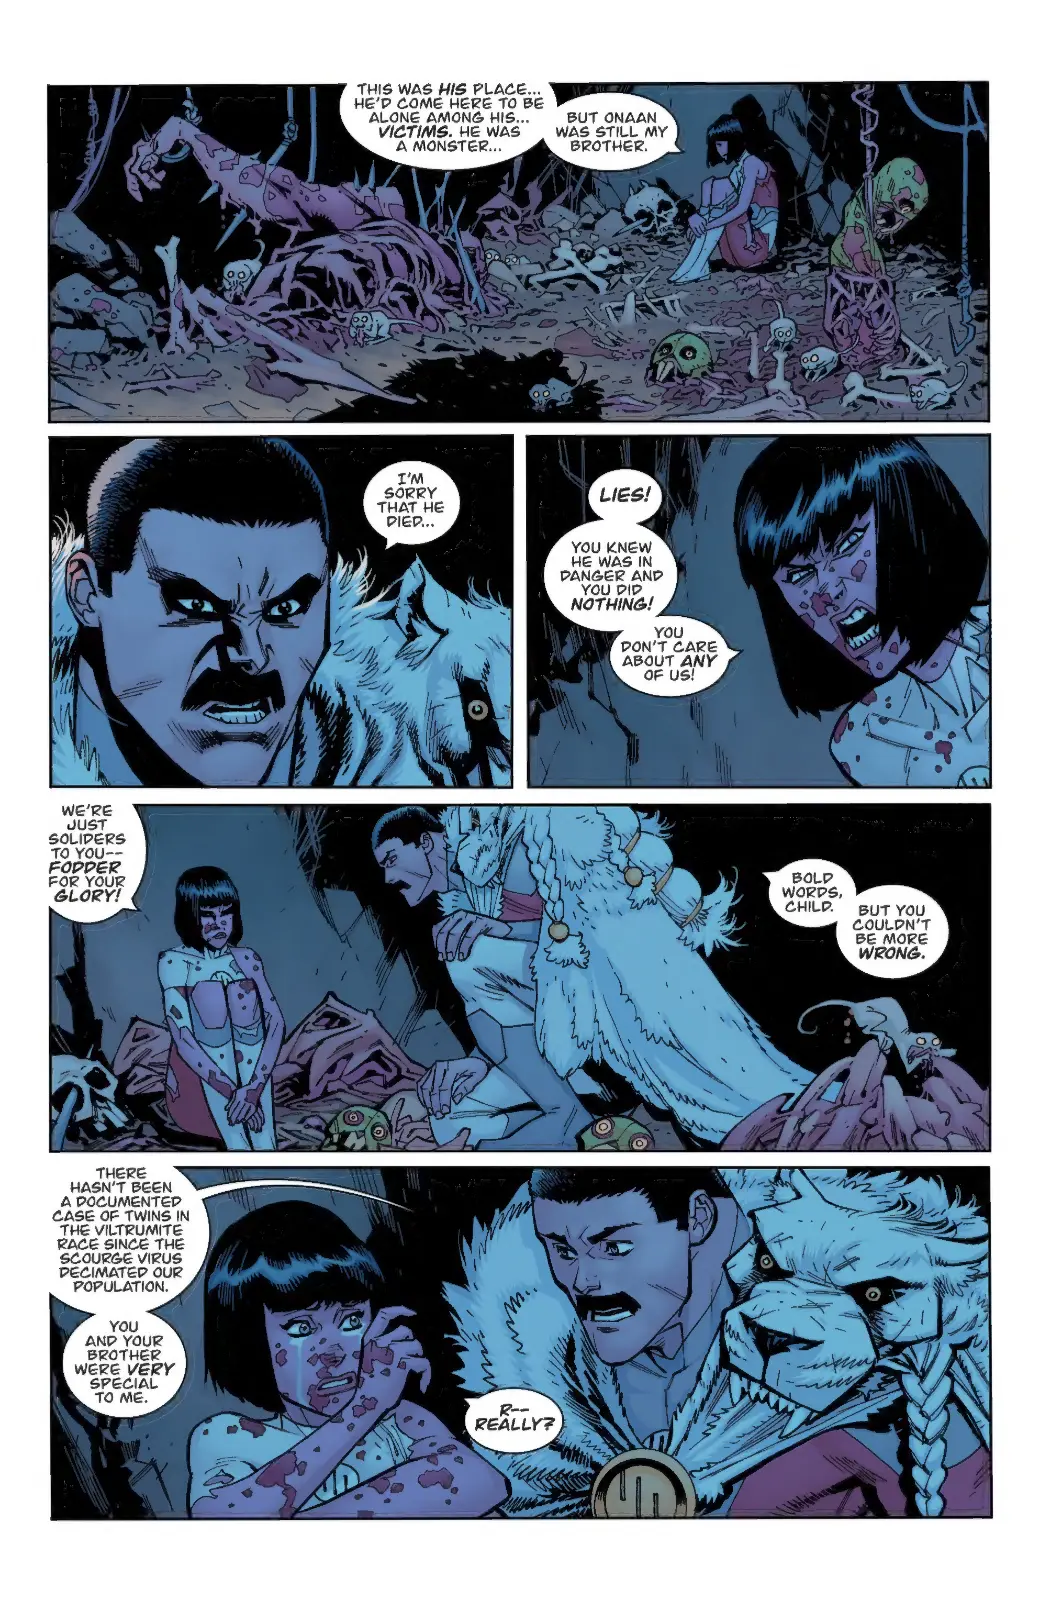 THIS WAS HIS PLACE...
HE'D COME HERE TO BE
ALONE AMONG HIS...
VICTIMS. HE WAS
A MONSTER...
BUT ONAAN
WAS STILL MY
BROTHER.
I'M
SORRY
THAT HE
DIED...
LIES!
YOU KNEW
HE WAS IN
DANGER AND
YOU DID
NOTHING!
YOU
DON'T CARE
ABOUT ANY
OF US!
WE'RE
JUST
SOLIDERS
TO YOU--
FODDER
FOR YOUR
GLORY!
BOLD
WORDS,
CHILD.
BUT YOU
COULDN'T
BE MORE
WRONG.
THERE
HASN'T BEEN
A DOCUMENTED
CASE OF TWINS IN
THE VILTRUMITE
RACE SINCE THE
SCOURGE VIRUS
DECIMATED OUR
POPULATION.
YOU
AND YOUR
BROTHER
WERE VERY
SPECIAL
TO ME.
R--
REALLY?